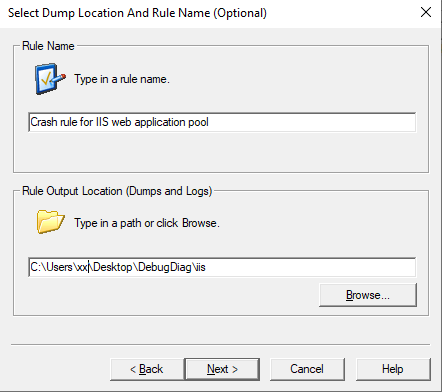 Select Dump Location And Rule Name (Optional)
Rule Name
Type in a rule name.
Crash rule for IIS web application pool
Rule Output Location (Dumps and Logs)
Type in a path or click Browse.
C:\Users\xx\Desktop\DebugDiag\iis
Browse...
< Back
Next >
Cancel
Help